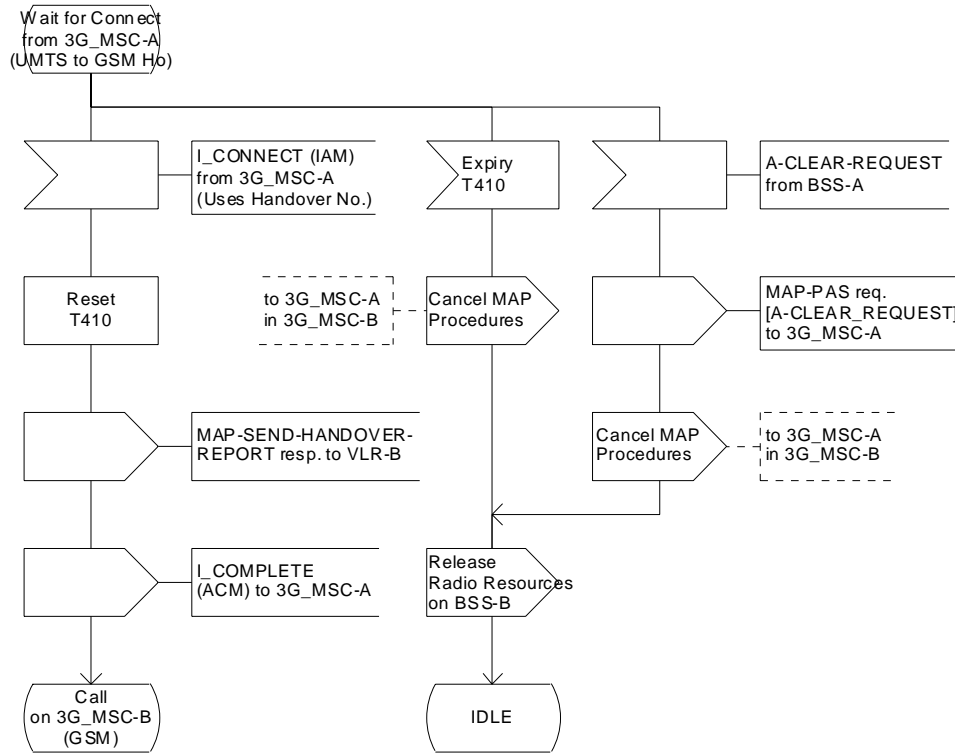 Wait for Connect
from 3G_MSC-A
(UMTS to GSM Ho)
I_CONNECT (IAM)
from 3G_MSC-A
(Uses Handover No.)
Expiry
T410
A-CLEAR-REQUEST
from BSS-A
Reset
T410
to 3G_MSC-A
in 3G_MSC-B
Cancel MAP
Procedures
MAP-PAS req.
[A-CLEAR_REQUEST]
to 3G_MSC-A
MAP-SEND-HANDOVER-
REPORT resp. to VLR-B
Cancel MAP
Procedures
to 3G_MSC-A
in 3G_MSC-B
I_COMPLETE
(ACM) to 3G_MSC-A
Release
Radio Resources
on BSS-B
Call
on 3G_MSC-B
(GSM)
IDLE